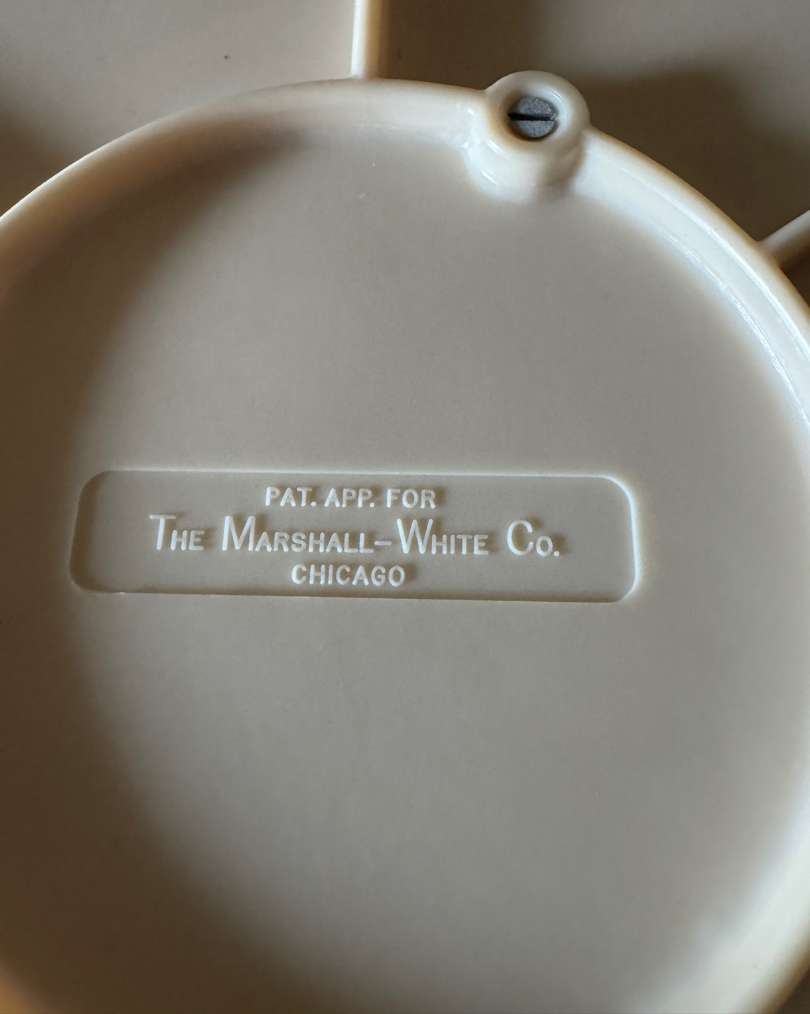 PAT. APP. FOR
THE MARSHALL-WHITE CO.
CHICAGO